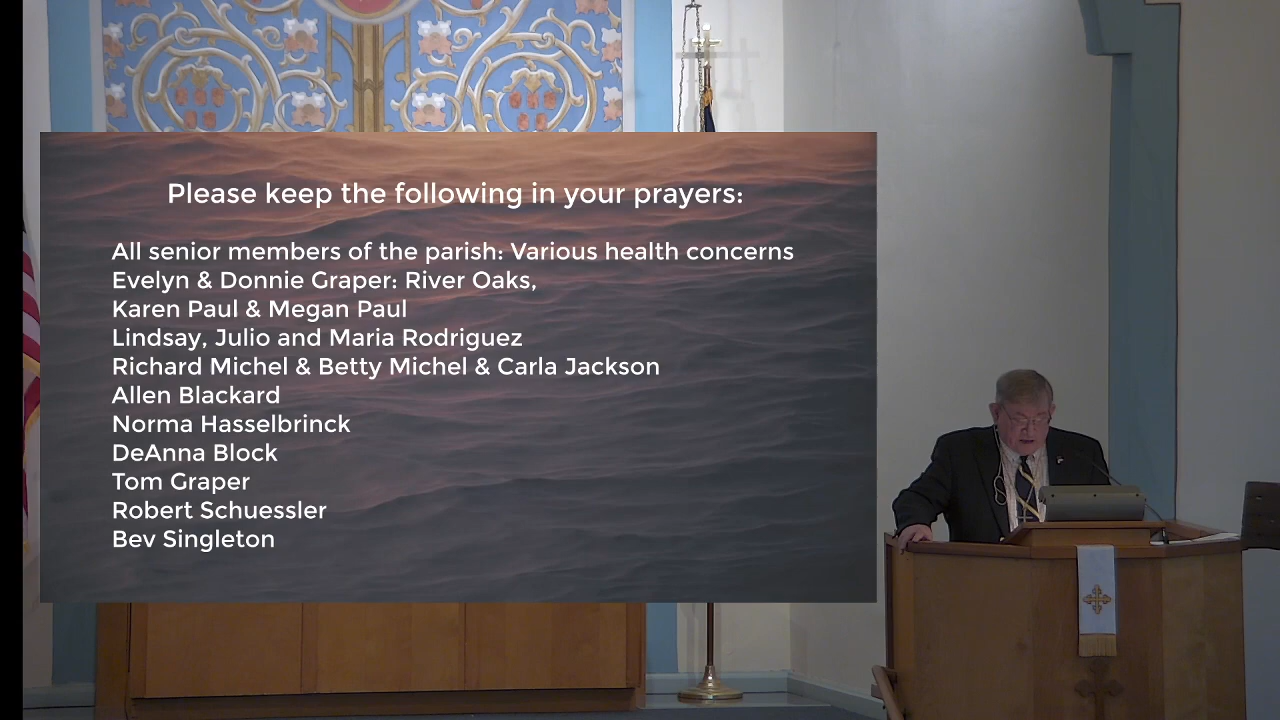 Please keep the following in your prayers:
All senior members of the parish: Various health concerns
Evelyn & Donnie Graper: River Oaks,
Karen Paul & Megan Paul
Lindsay, Julio and Maria Rodriguez
Richard Michel & Betty Michel & Carla Jackson
Allen Blackard
Norma Hasselbrinck
DeAnna Block
Tom Graper
Robert Schuessler
Bev Singleton